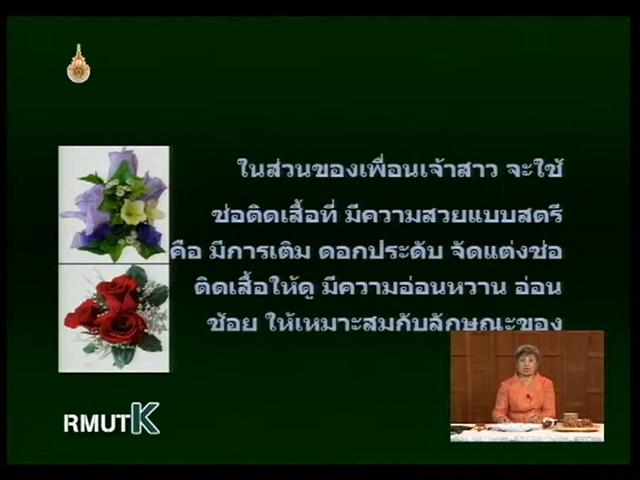 ในส่วนของเพื่อนเจ้าสาว จะใช้
ช่อติดเสื้อที่ มีความสวยแบบสตรี
คือ มีการเติม ดอกประดับ จัดแต่งช่อ
ติดเสื้อให้ดู มีความอ่อนหวาน อ่อน
ช้อย ให้เหมาะสมกับลักษณะของ
RMUTK